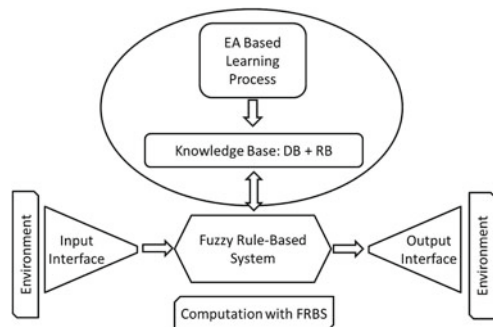 EA Based
Learning
Process
Knowledge Base: DB + RB
Environment
Input
Interface
Fuzzy Rule-Based
System
Output
Interface
Environment
Computation with FRBS